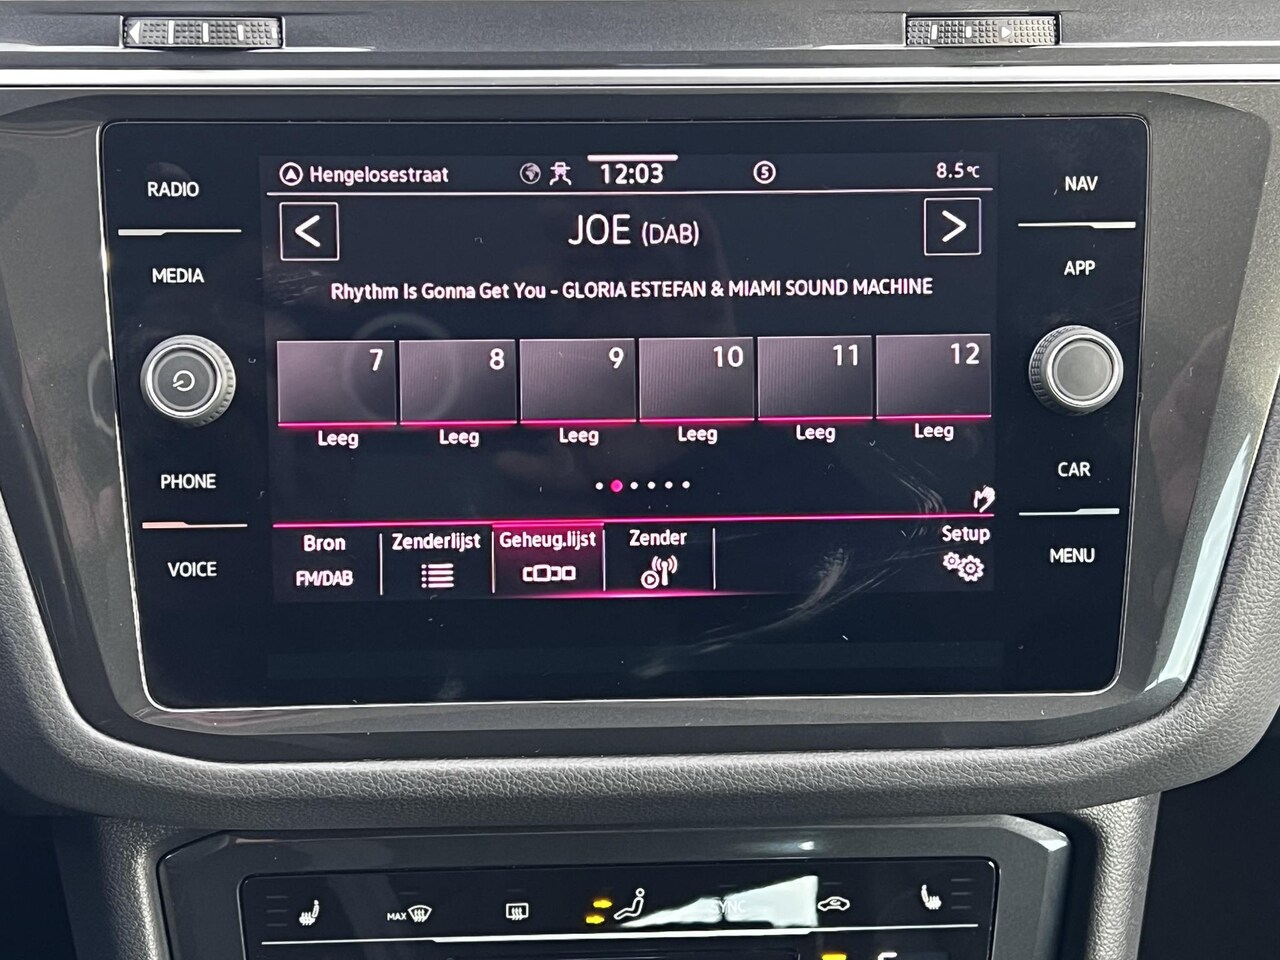 RADIO
MEDIA
PHONE
VOICE
Hengelosestraat 12:03 5 8.5°C
JOE (DAB)
Rhythm Is Gonna Get You - GLORIA ESTEFAN & MIAMI SOUND MACHINE
7 8 9 10 11 12
Leeg Leeg Leeg Leeg Leeg Leeg
Bron Zenderlijst Geheug.lijst Zender Setup
FM/DAB
NAV
APP
CAR
MENU
MAX SYNC